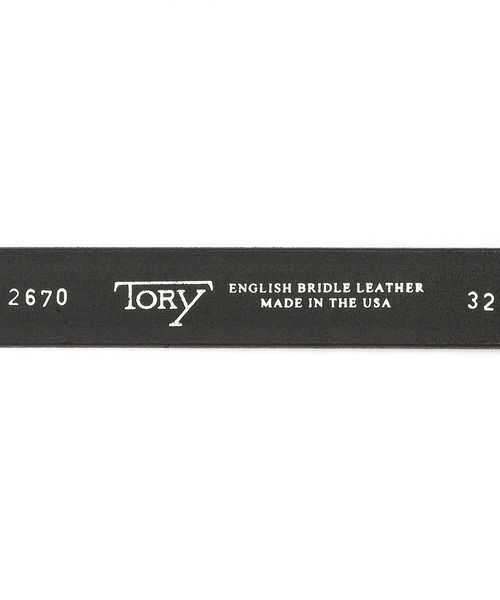 2670
TORY
ENGLISH BRIDLE LEATHER
MADE IN THE USA
32